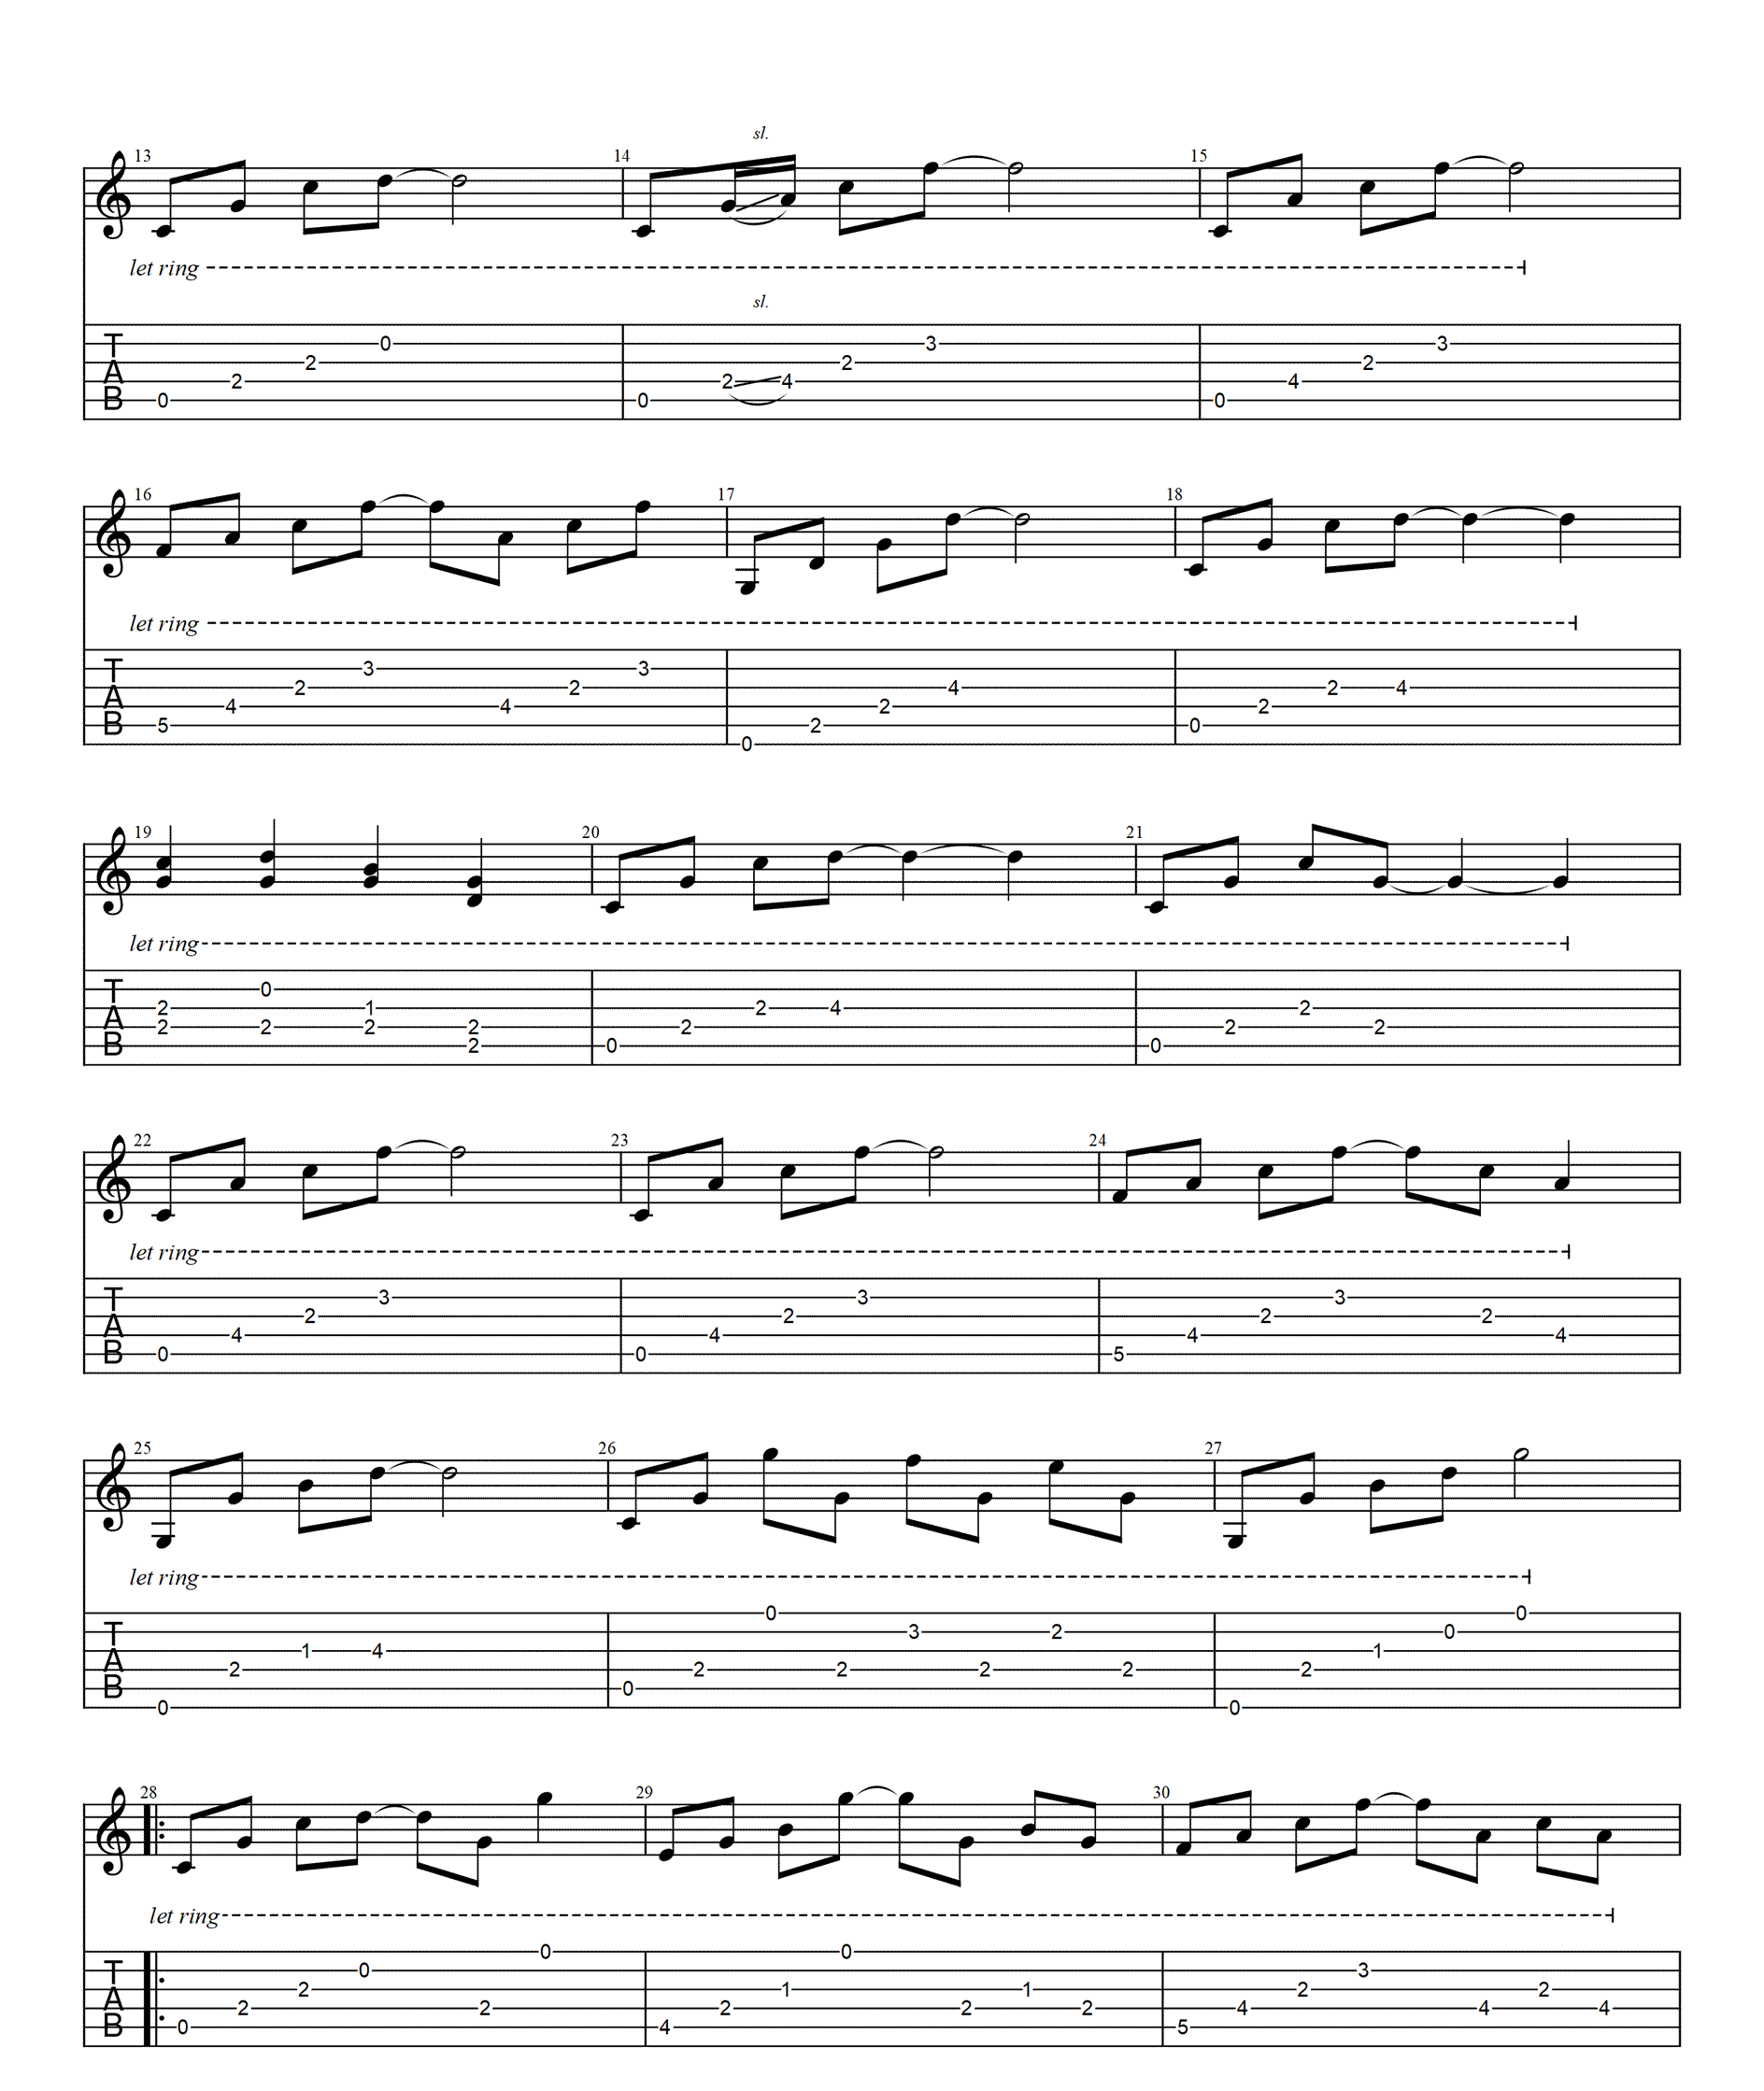 sl.
13 14 15
let ring
sl.
T
A
B
0 2 2 0 0 2 4 2 3 0 4 2 3
16 17 18
let ring
T
A
B
5 4 2 3 4 2 3 0 2 2 4 0 2 2 4
19 20 21
let ring
T
A
B
2 2 0 2 1 2 2 2 0 2 2 4 0 2 2 2
22 23 24
let ring
T
A
B
0 4 2 3 0 4 2 3 5 4 2 3 2 4
25 26 27
let ring
T
A
B
0 2 1 4 0 2 0 2 3 2 2 2 0 2 1 0 0
28 29 30
let ring
T
A
B
0 2 2 0 2 0 4 2 1 0 2 1 2 5 4 2 3 4 2 4